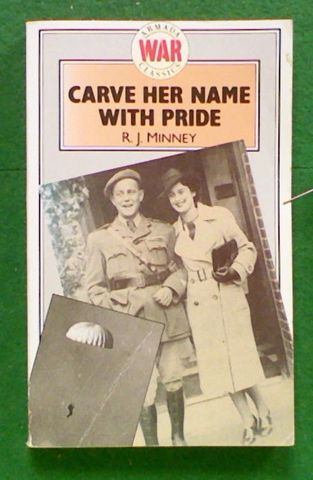 ARMADA
WAR
CLASSICS
CARVE HER NAME
WITH PRIDE
R. J. MINNEY